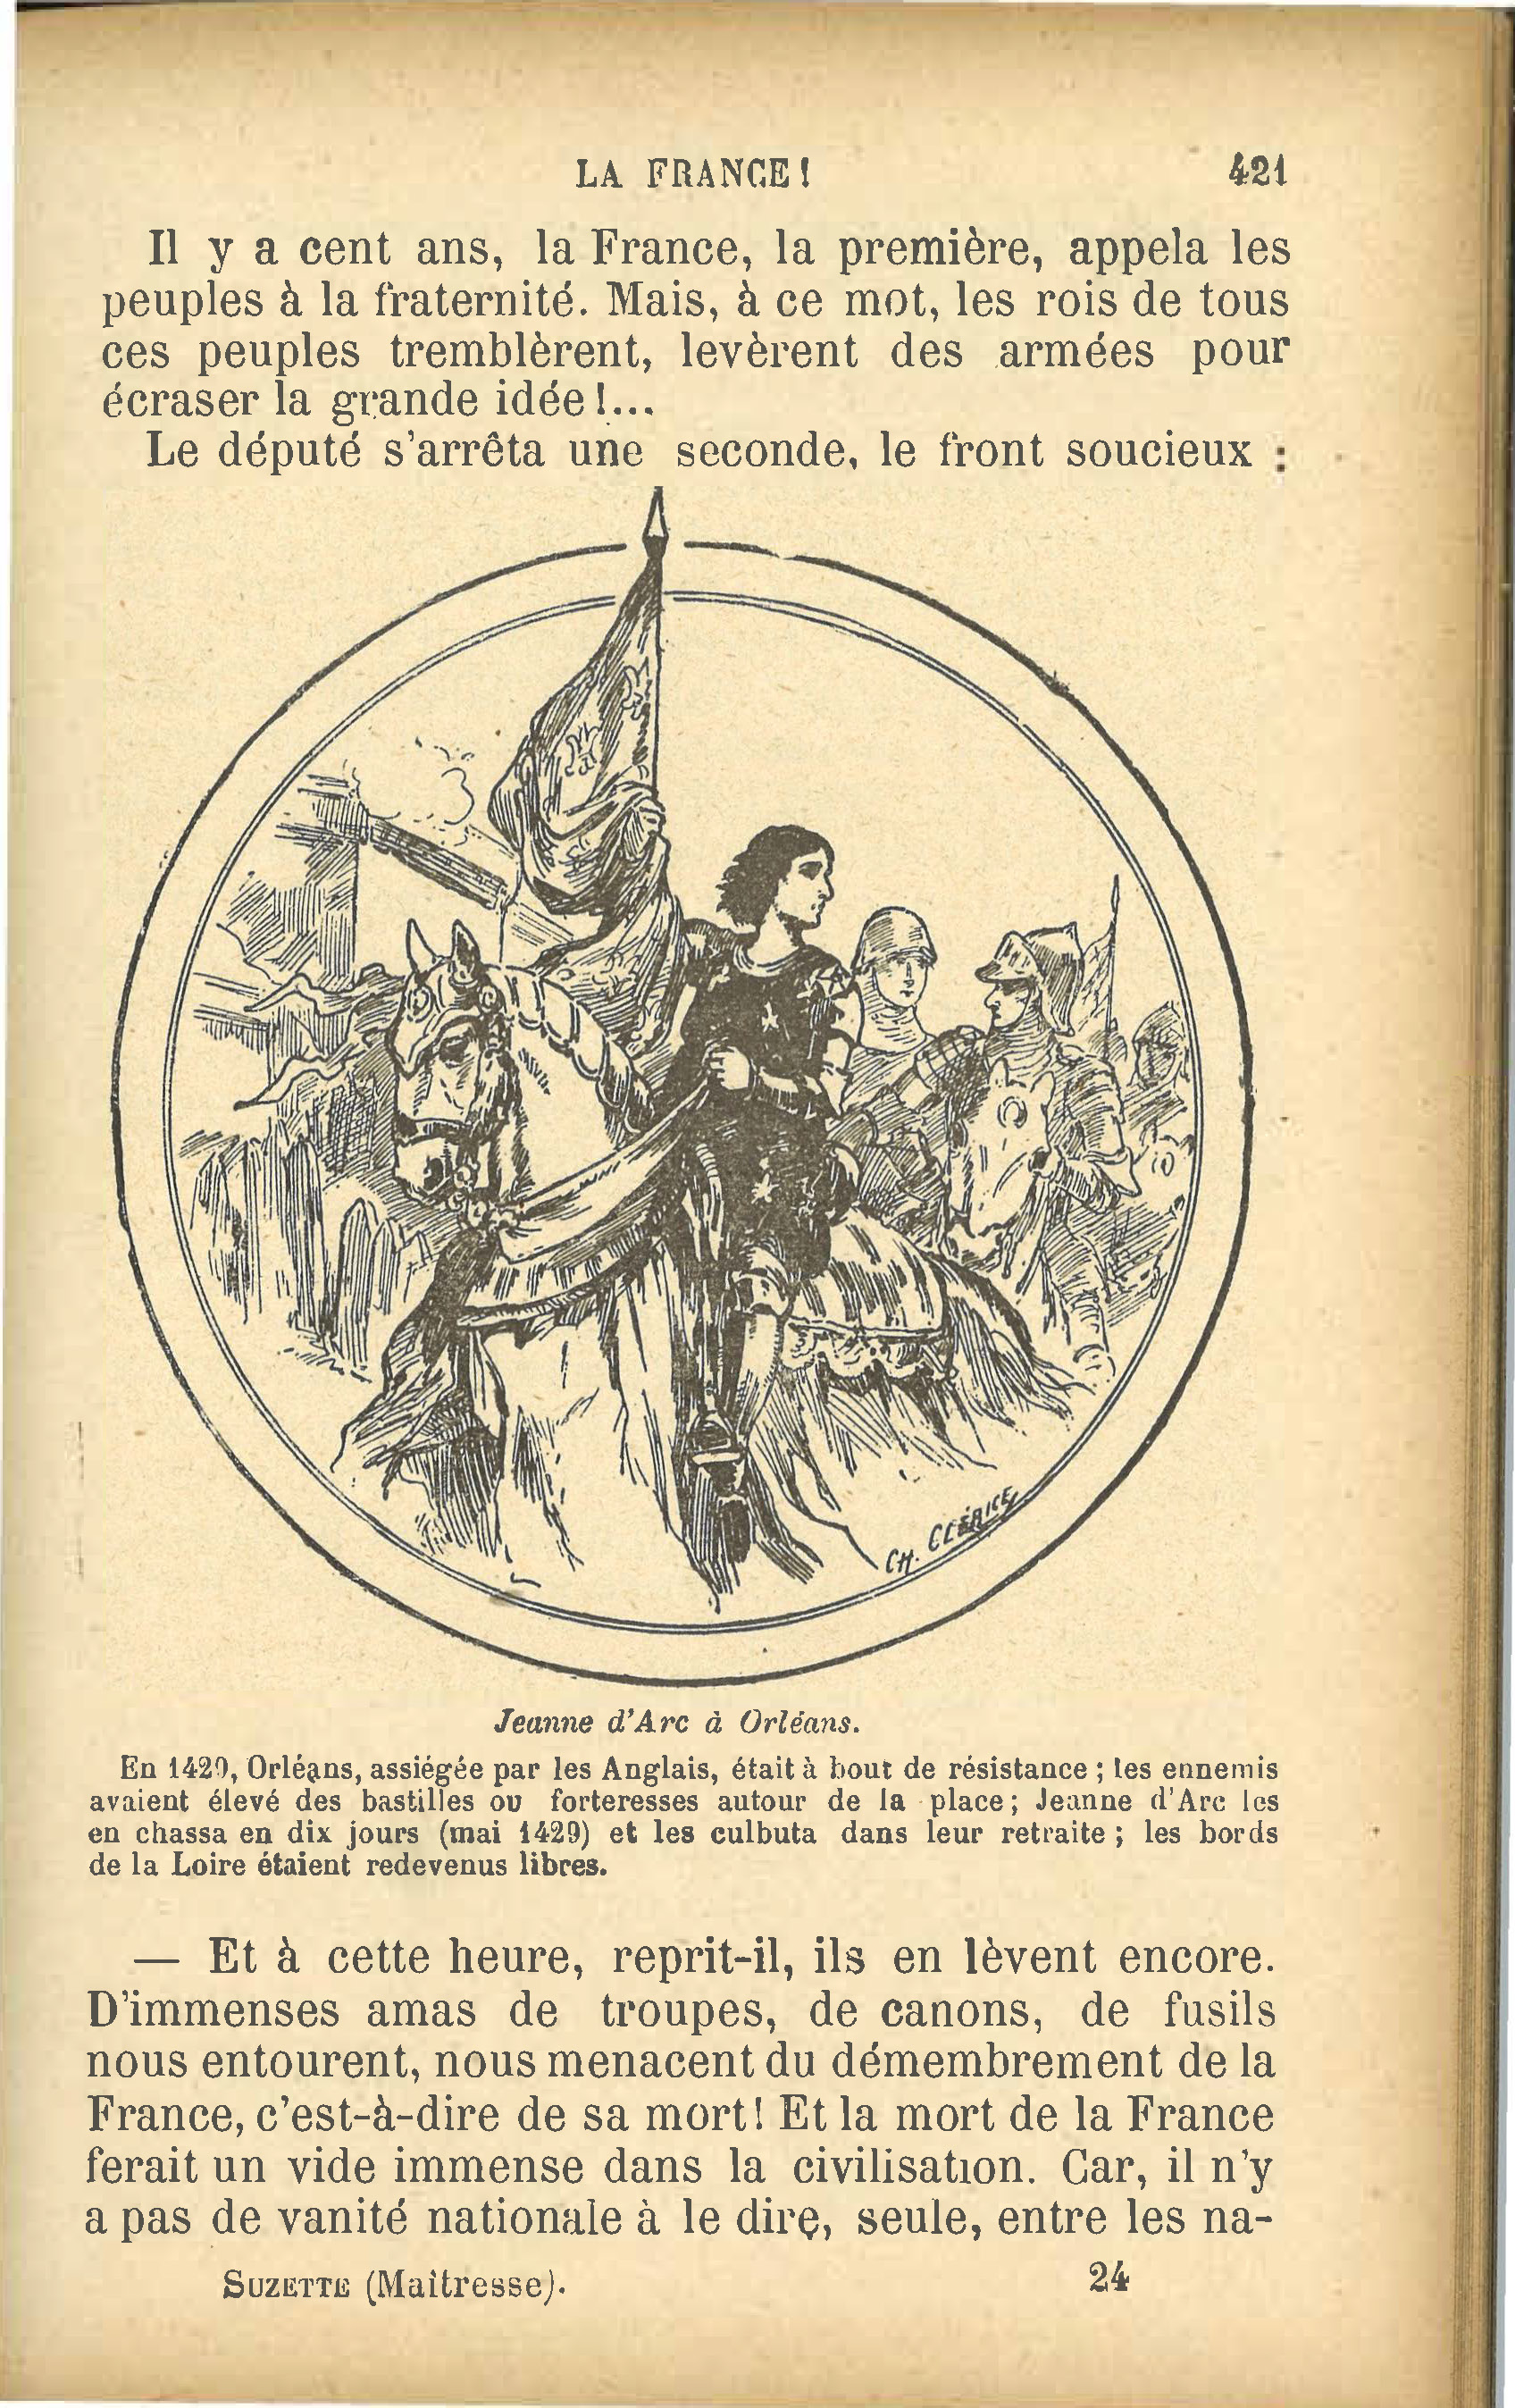 LA FRANCE! 421
Il y a cent ans, la France, la première, appela les
peuples à la fraternité. Mais, à ce mot, les rois de tous
ces peuples tremblèrent, levèrent des armées pour
écraser la grande idée!...
Le député s'arrêta une seconde, le front soucieux :
CH. CLÉRICE
Jeanne d'Arc à Orléans.
En 1429, Orléans, assiégée par les Anglais, était à bout de résistance ; les ennemis
avaient élevé des bastilles ou forteresses autour de la place ; Jeanne d'Arc les
en chassa en dix jours (mai 1429) et les culbuta dans leur retraite ; les bords
de la Loire étaient redevenus libres.
— Et à cette heure, reprit-il, ils en lèvent encore.
D'immenses amas de troupes, de canons, de fusils
nous entourent, nous menacent du démembrement de la
France, c'est-à-dire de sa mort! Et la mort de la France
ferait un vide immense dans la civilisation. Car, il n'y
a pas de vanité nationale à le dire, seule, entre les na-
SUZETTE (Maîtresse). 24